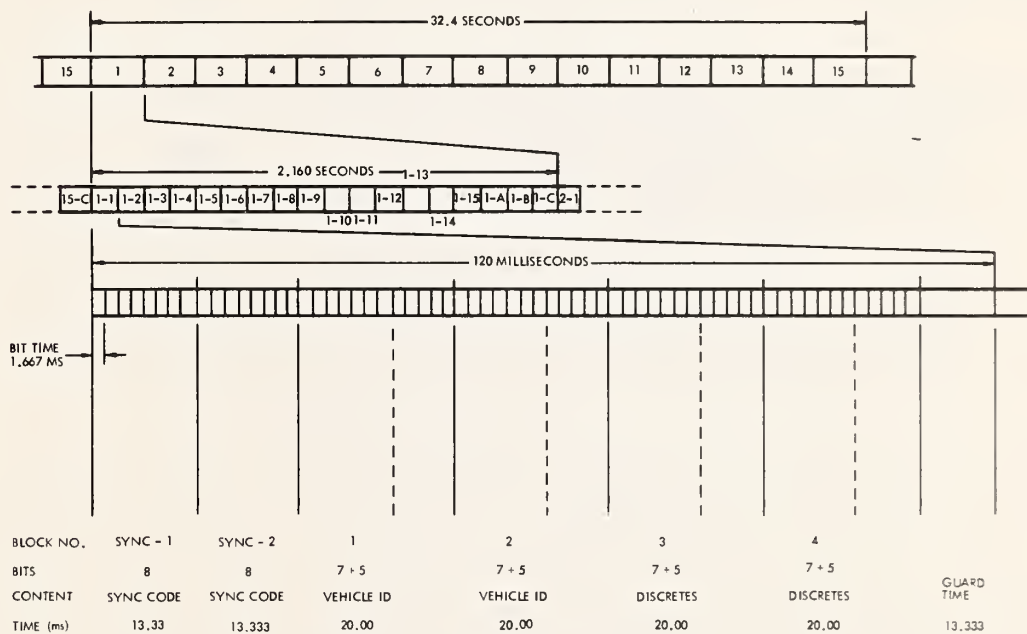 32.4 SECONDS
15 1 2 3 4 5 6 7 8 9 10 11 12 13 14 15
2.160 SECONDS 1-13
15-C 1-1 1-2 1-3 1-4 1-5 1-6 1-7 1-8 1-9 1-12 1-15 1-A 1-B 1-C 2-1
1-10 1-11 1-14
120 MILLISECONDS
BIT TIME
1.667 MS
BLOCK NO. SYNC - 1 SYNC - 2 1 2 3 4
BITS 8 8 7 + 5 7 + 5 7 + 5 7 + 5
CONTENT SYNC CODE SYNC CODE VEHICLE ID VEHICLE ID DISCRETES DISCRETES GUARD TIME
TIME (ms) 13.33 13.333 20.00 20.00 20.00 20.00 13.333